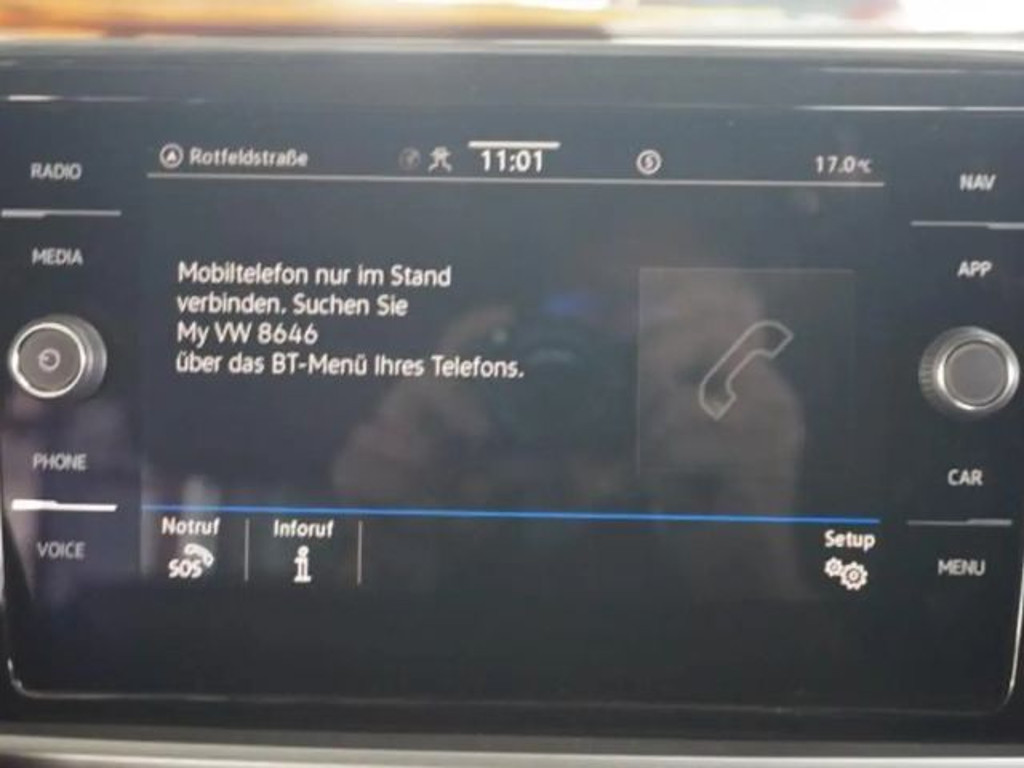 RADIO
MEDIA
PHONE
VOICE
A Rotfeldstraße 11:01 S 17.0°C
Mobiltelefon nur im Stand
verbinden. Suchen Sie
My VW 8646
über das BT-Menü Ihres Telefons.
Notruf
SOS
Inforuf
i
Setup
NAV
APP
CAR
MENU